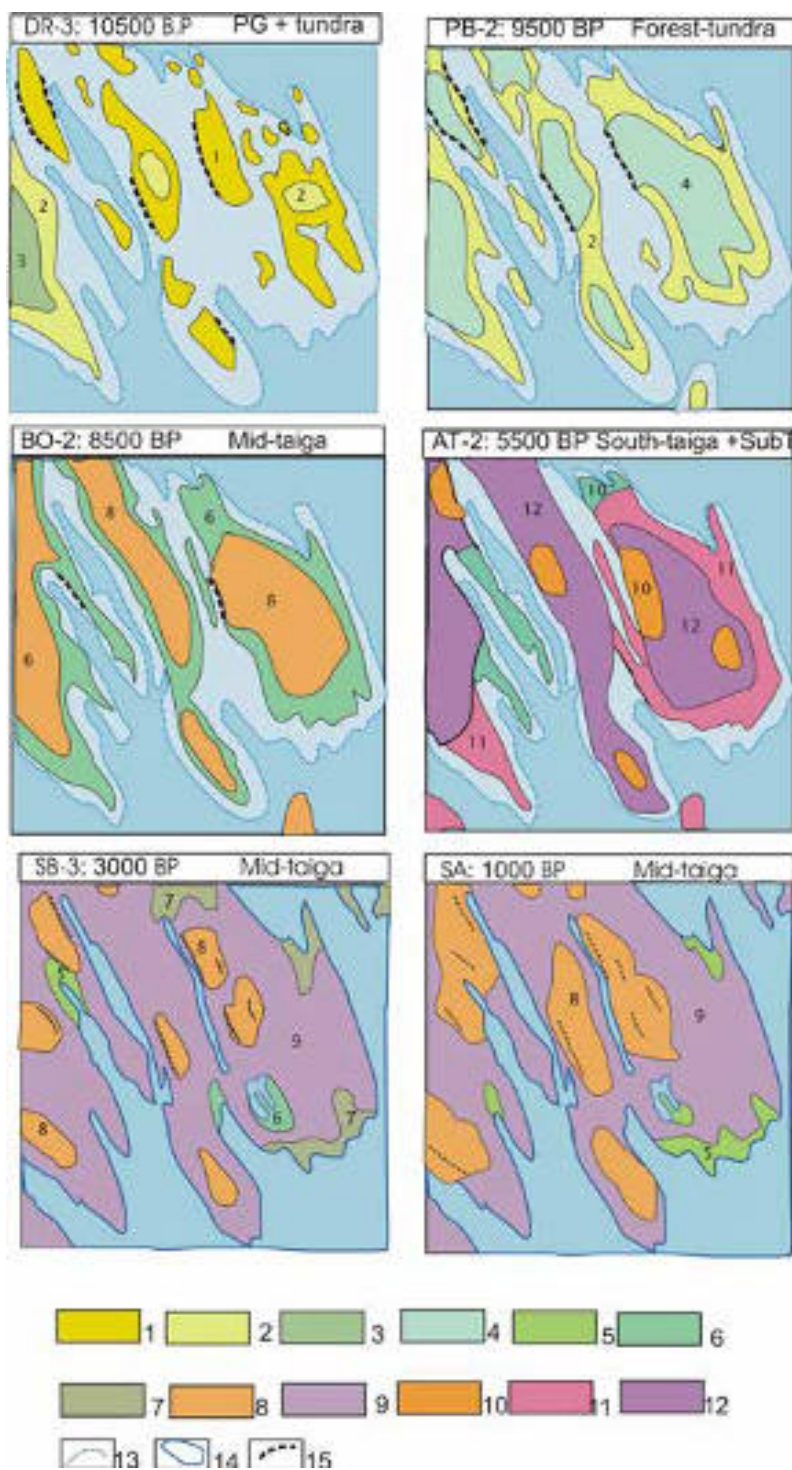 DR-3: 10500 B.P PG + tundra
1
2
2
3
PB-2: 9500 BP Forest-tundra
4
2
BO-2: 8500 BP Mid-taiga
8
6
8
6
AT-2: 5500 BP South-taiga +SubT
10
12
11
10
12
10
11
SB-3: 3000 BP Mid-taiga
7
8
9
6
7
8
SA: 1000 BP Mid-taiga
8
9
5
1 2 3 4 5 6
7 8 9 10 11 12
13 14 15